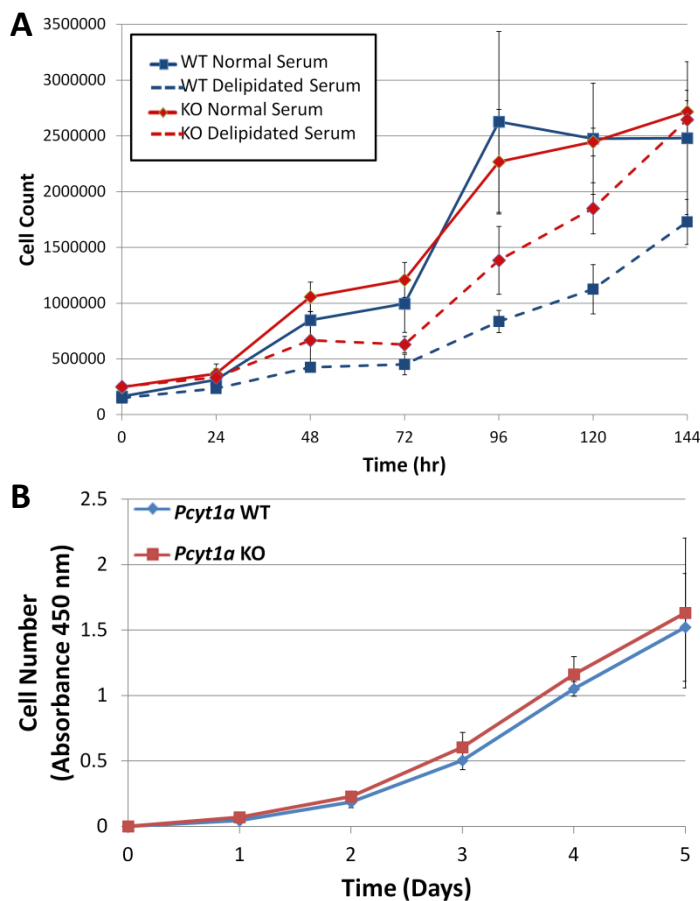 A
WT Normal Serum
WT Delipidated Serum
KO Normal Serum
KO Delipidated Serum
Cell Count
3500000
3000000
2500000
2000000
1500000
1000000
500000
0
0 24 48 72 96 120 144
Time (hr)
B
Pcyt1a WT
Pcyt1a KO
Cell Number
(Absorbance 450 nm)
2.5
2
1.5
1
0.5
0
0 1 2 3 4 5
Time (Days)